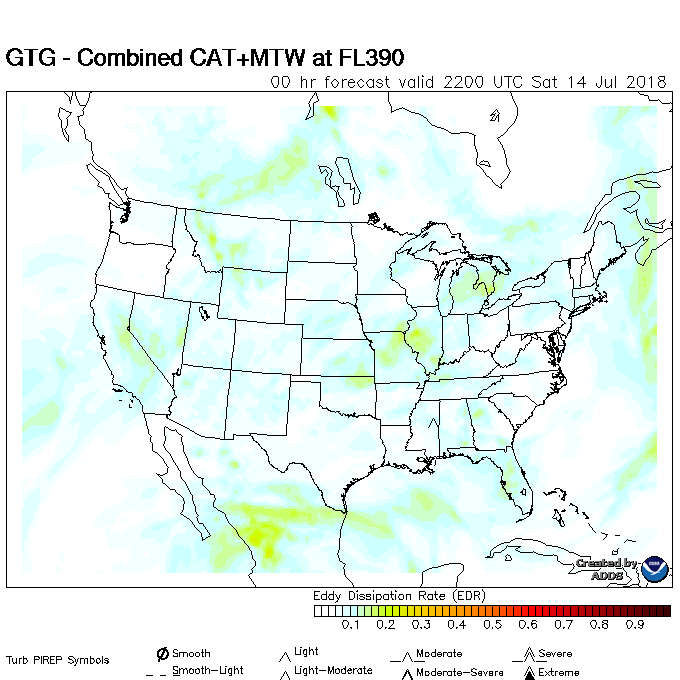 GTG - Combined CAT+MTW at FL390
00 hr forecast valid 2200 UTC Sat 14 Jul 2018
Created by
ADDS
Eddy Dissipation Rate (EDR)
0.1 0.2 0.3 0.4 0.5 0.6 0.7 0.8 0.9
Turb PIREP Symbols
Smooth
Light
Moderate
Severe
Smooth-Light
Light-Moderate
Moderate-Severe
Extreme